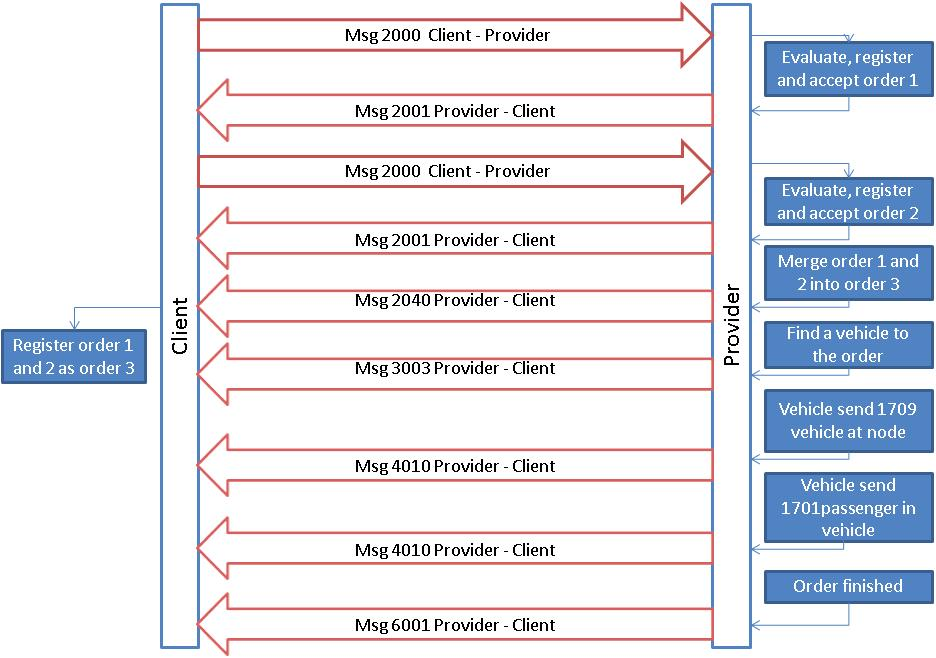 Msg 2000  Client - Provider
Evaluate, register
and accept order 1
Msg 2001 Provider - Client
Msg 2000  Client - Provider
Evaluate, register
and accept order 2
Msg 2001 Provider - Client
Merge order 1 and
2 into order 3
Msg 2040 Provider - Client
Client
Provider
Register order 1
and 2 as order 3
Find a vehicle to
the order
Msg 3003 Provider - Client
Vehicle send 1709
vehicle at node
Msg 4010 Provider - Client
Vehicle send
1701passenger in
vehicle
Msg 4010 Provider - Client
Order finished
Msg 6001 Provider - Client